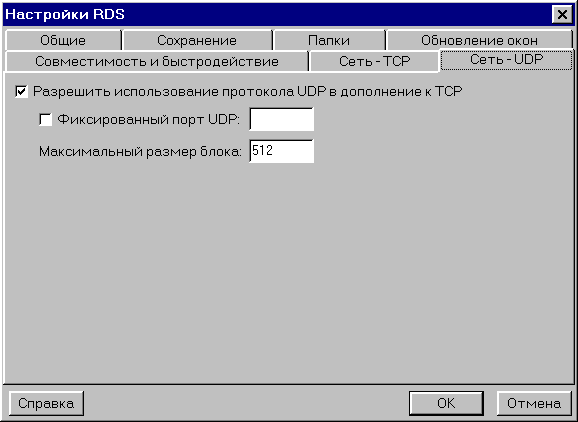 Настройки RDS
Общие Сохранение Папки Обновление окон
Совместимость и быстродействие Сеть - TCP Сеть - UDP
Разрешить использование протокола UDP в дополнение к TCP
Фиксированный порт UDP:
Максимальный размер блока: 512
Справка OK Отмена